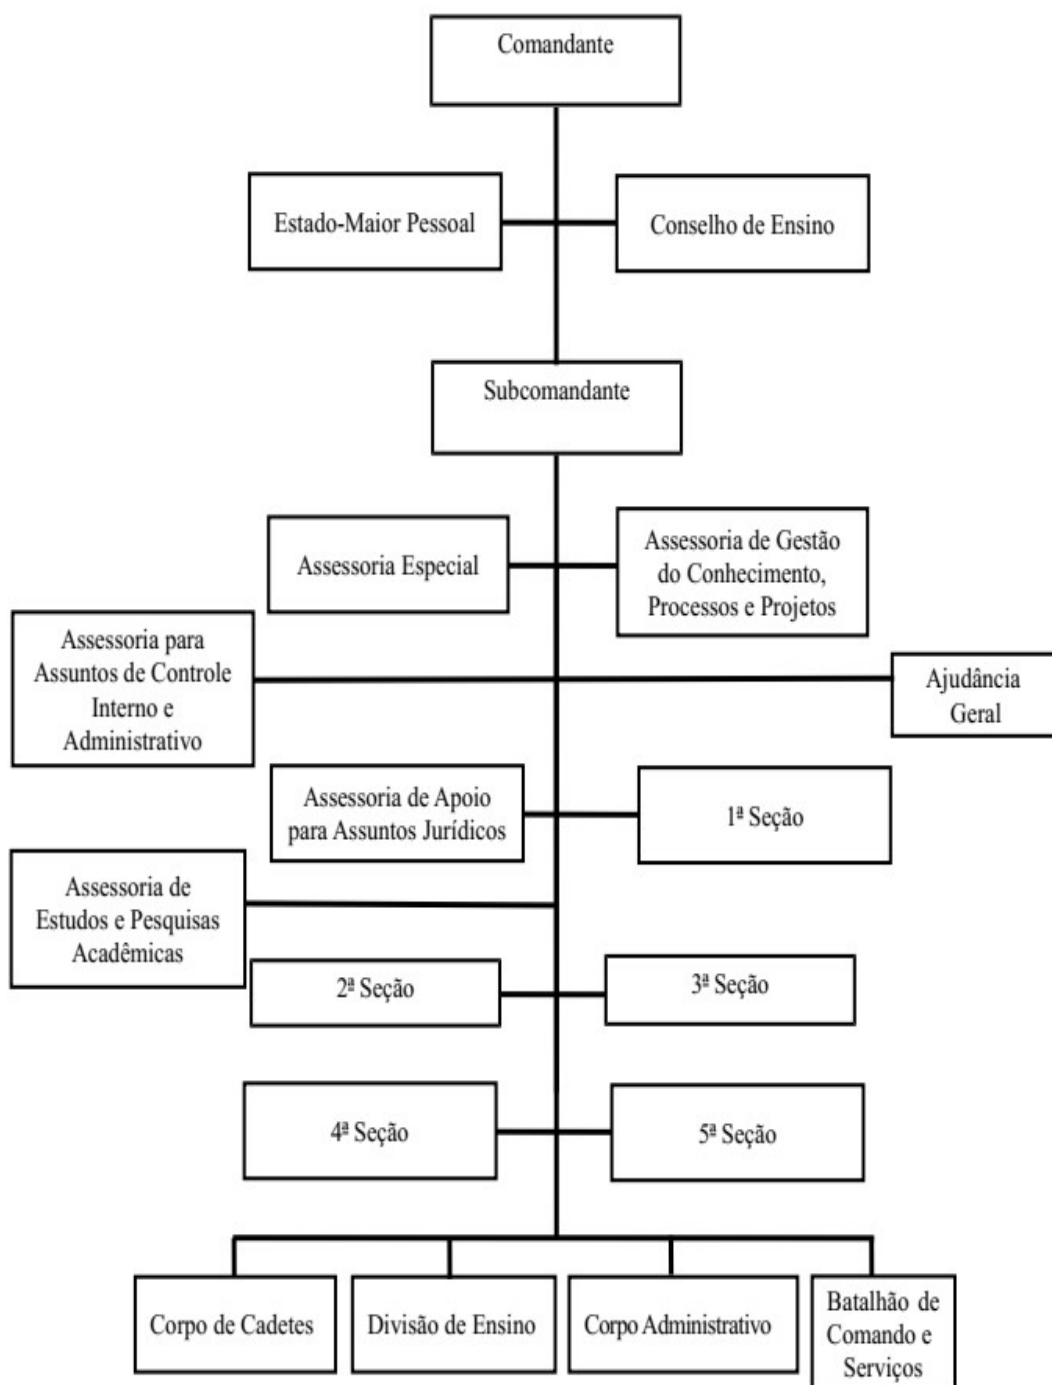 Comandante
Estado-Maior Pessoal
Conselho de Ensino
Subcomandante
Assessoria Especial
Assessoria de Gestão
do Conhecimento,
Processos e Projetos
Assessoria para
Assuntos de Controle
Interno e
Administrativo
Ajudância
Geral
Assessoria de Apoio
para Assuntos Jurídicos
1ª Seção
Assessoria de
Estudos e Pesquisas
Acadêmicas
2ª Seção
3ª Seção
4ª Seção
5ª Seção
Corpo de Cadetes
Divisão de Ensino
Corpo Administrativo
Batalhão de
Comando e
Serviços